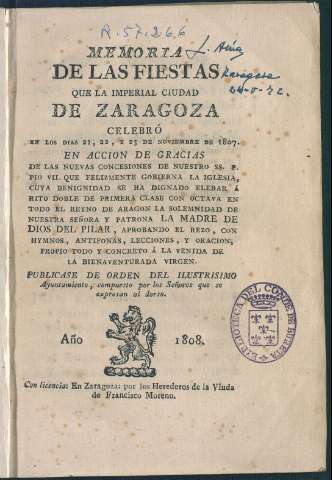 R.57.266
MEMORIA
DE LAS FIESTAS
QUE LA IMPERIAL CIUDAD
DE ZARAGOZA
Zaragoza
CELEBRÓ
EN LOS DIAS 21, 22, Y 23 DE NOVIEMBRE DE 1807.
EN ACCION DE GRACIAS
DE LAS NUEVAS CONCESIONES DE NUESTRO SS. P.
PIO VII. QUE FELIZMENTE GOBIERNA LA IGLESIA,
CUYA BENIGNIDAD SE HA DIGNADO ELEBAR Á
RITO DOBLE DE PRIMERA CLASE CON OCTAVA EN
TODO EL REYNO DE ARAGON LA SOLEMNIDAD DE
NUESTRA SEÑORA Y PATRONA LA MADRE DE
DIOS DEL PILAR, APROBANDO EL REZO, CON
HYMNOS, ANTIFONAS, LECCIONES, Y ORACION,
PROPIO TODO Y CONCRETO Á LA VENIDA DE
LA BIENAVENTURADA VIRGEN.
PUBLICASE DE ORDEN DEL ILUSTRISIMO
Ayuntamiento, compuesto por los Señores que se
expresan al dorso.
Año 1808.
BIBLIOTECA DEL CONDE DE
Con licencia: En Zaragoza: por los Herederos de la Viuda
de Francisco Moreno.